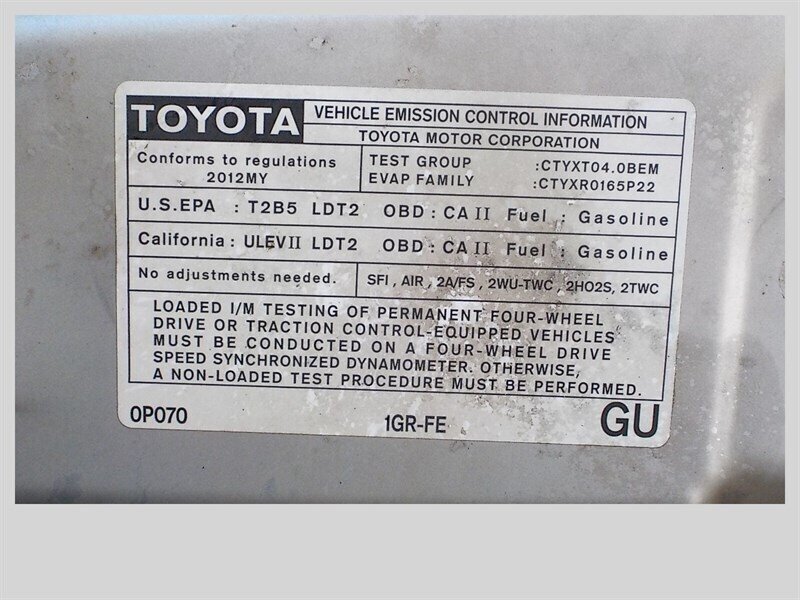 TOYOTA
VEHICLE EMISSION CONTROL INFORMATION
TOYOTA MOTOR CORPORATION
Conforms to regulations
2012MY
TEST GROUP :CTYXT04.0BEM
EVAP FAMILY :CTYXR0165P22
U.S.EPA : T2B5 LDT2 OBD : CA II Fuel : Gasoline
California : ULEV II LDT2 OBD : CA II Fuel : Gasoline
No adjustments needed.
SFI , AIR , 2A/FS , 2WU-TWC , 2HO2S, 2TWC
LOADED I/M TESTING OF PERMANENT FOUR-WHEEL
DRIVE OR TRACTION CONTROL-EQUIPPED VEHICLES
MUST BE CONDUCTED ON A FOUR-WHEEL DRIVE
SPEED SYNCHRONIZED DYNAMOMETER. OTHERWISE,
A NON-LOADED TEST PROCEDURE MUST BE PERFORMED.
0P070 1GR-FE GU